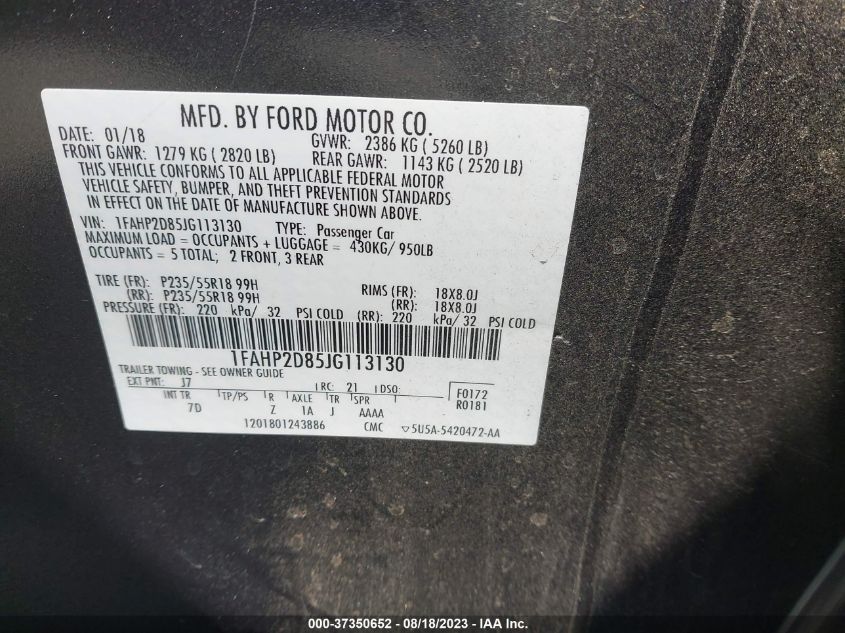 MFD. BY FORD MOTOR CO.
DATE: 01/18 GVWR: 2386 KG ( 5260 LB)
FRONT GAWR: 1279 KG ( 2820 LB) REAR GAWR: 1143 KG ( 2520 LB)
THIS VEHICLE CONFORMS TO ALL APPLICABLE FEDERAL MOTOR
VEHICLE SAFETY, BUMPER, AND THEFT PREVENTION STANDARDS
IN EFFECT ON THE DATE OF MANUFACTURE SHOWN ABOVE.
VIN: 1FAHP2D85JG113130 TYPE: Passenger Car
MAXIMUM LOAD = OCCUPANTS + LUGGAGE = 430KG/ 950LB
OCCUPANTS = 5 TOTAL; 2 FRONT, 3 REAR
TIRE (FR): P235/55R18 99H RIMS (FR): 18X8.0J
(RR): P235/55R18 99H (RR): 18X8.0J
PRESSURE (FR): 220 kPa/ 32 PSI COLD (RR): 220 kPa/ 32 PSI COLD
1FAHP2D85JG113130
TRAILER TOWING - SEE OWNER GUIDE
EXT PNT: J7 RC: 21 DSO: F0172
INT TR TP/PS R AXLE TR SPR R0181
7D Z 1A J AAAA
1201801243886 CMC ▽5U5A-5420472-AA
000-37350652 - 08/18/2023 - IAA Inc.